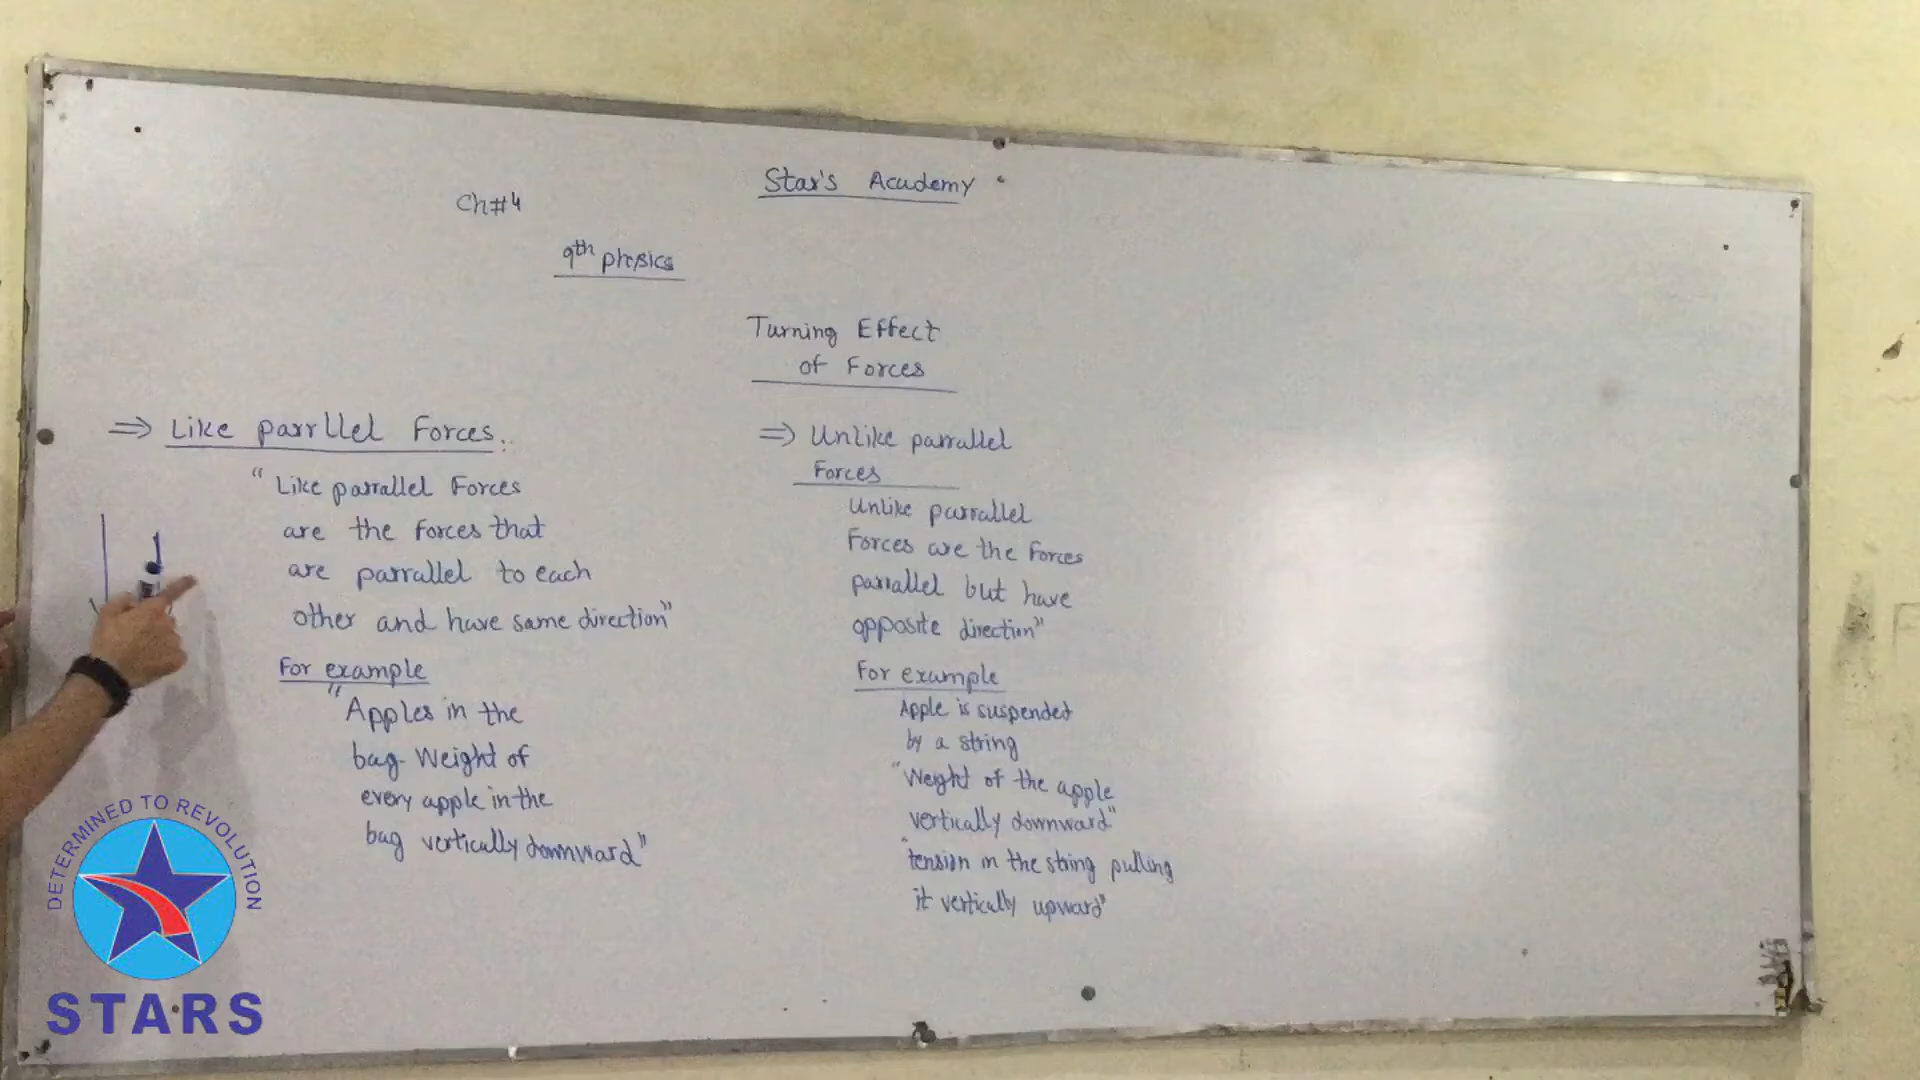 Star's Academy
Ch#4
9th physics
Turning Effect
of Forces
⇒ Like parrllel Forces.
"Like parrallel Forces
are the forces that
are parrallel to each
other and have same direction"
For example
"Apples in the
bag. Weight of
every apple in the
bag vertically downward"
⇒ Unlike parrallel
Forces
Unlike parrallel
Forces are the forces
parrallel but have
opposite direction"
For example
Apple is suspended
by a string
"Weight of the apple
vertically downward"
"tension in the string pulling
it vertically upward"
DETERMINED TO REVOLUTION
STARS